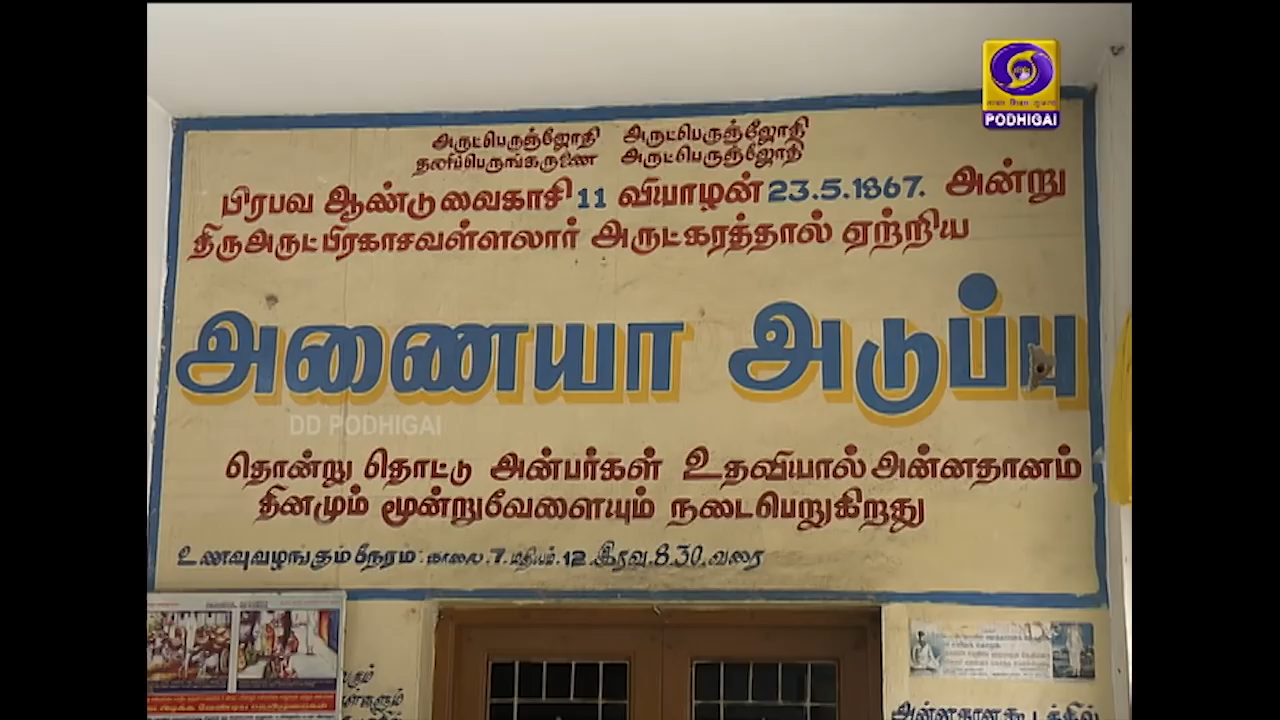 PODHIGAI
அருட்பெருஞ்ஜோதி அருட்பெருஞ்ஜோதி
தனிப்பெருங்கருணை அருட்பெருஞ்ஜோதி
பிரபவ ஆண்டு வைகாசி 11 வியாழன் 23.5.1867. அன்று
திருஅருட்பிரகாசவள்ளலார் அருட்கரத்தால் ஏற்றிய
அணையா அடுப்பு
DD PODHIGAI
தொன்று தொட்டு அன்பர்கள் உதவியால் அன்னதானம்
தினமும் மூன்றுவேளையும் நடைபெறுகிறது
உணவுவழங்கும்நேரம் : காலை . 7 . மதியம் . 12 . இரவு . 8.30. வரை